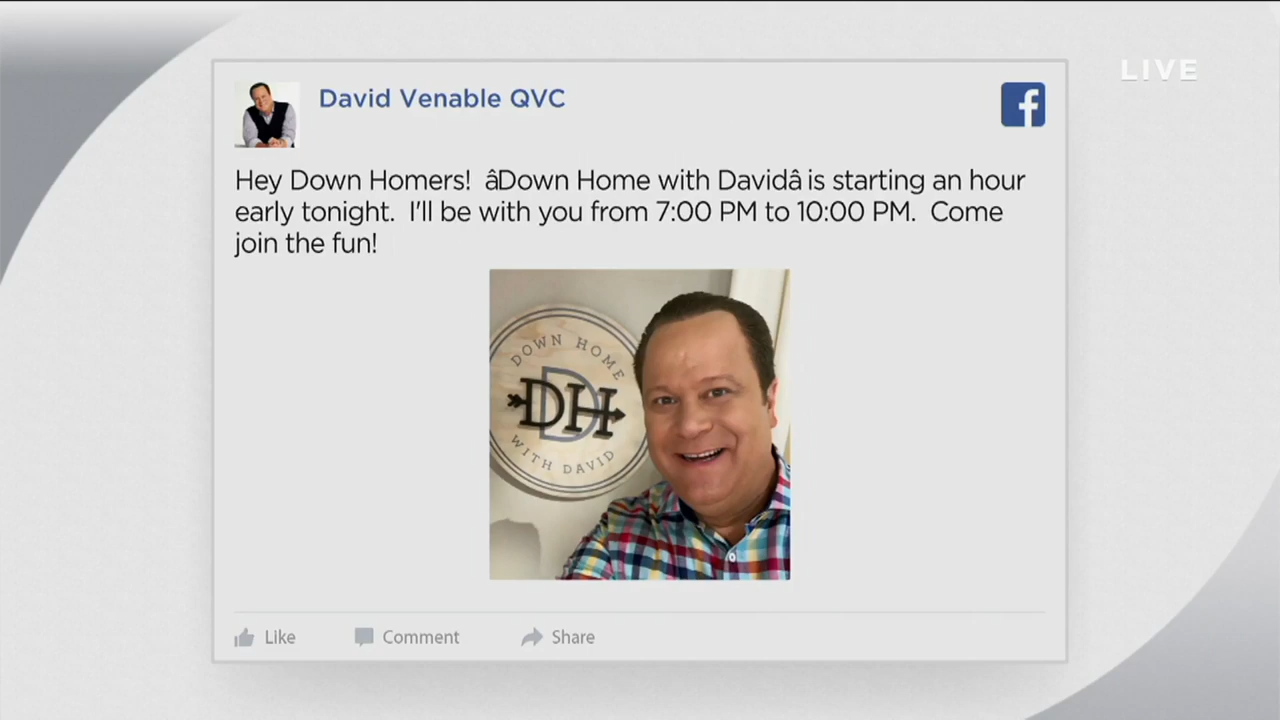 LIVE
David Venable QVC
Hey Down Homers!  âDown Home with Davidâ is starting an hour
early tonight.  I'll be with you from 7:00 PM to 10:00 PM.  Come
join the fun!
DOWN HOME
DDH
WITH DAVID
Like
Comment
Share